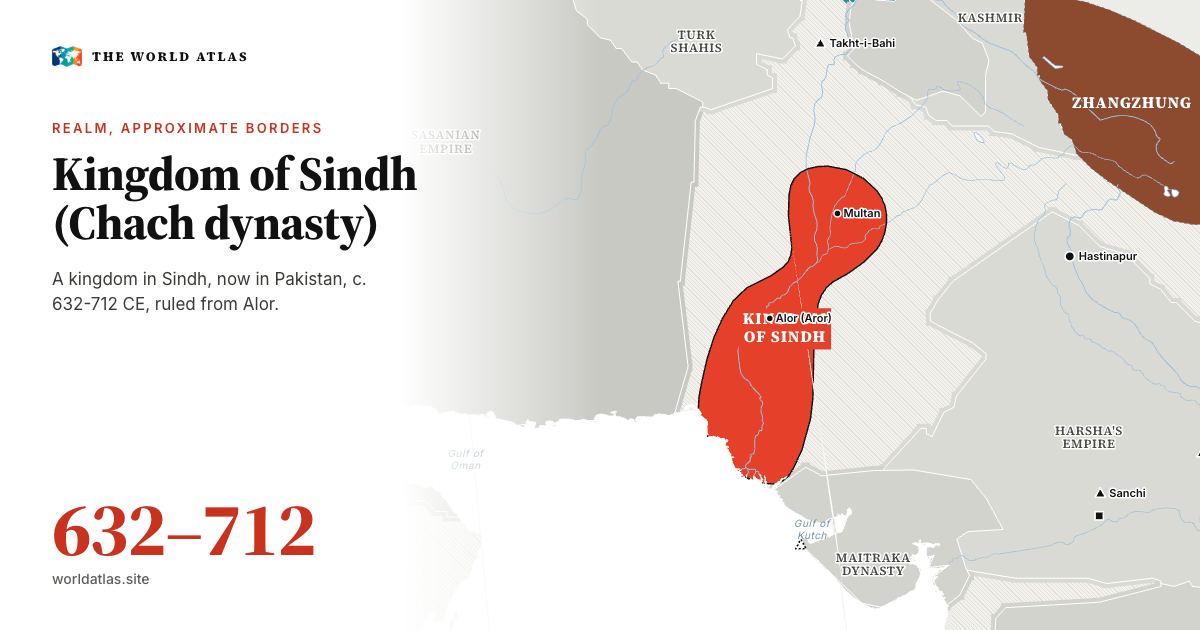 THE WORLD ATLAS
REALM, APPROXIMATE BORDERS
Kingdom of Sindh
(Chach dynasty)
A kingdom in Sindh, now in Pakistan, c.
632-712 CE, ruled from Alor.
632–712
worldatlas.site
KASHMIR
TURK
SHAHIS
Takht-i-Bahi
ZHANGZHUNG
SASANIAN
EMPIRE
Multan
Hastinapur
Alor (Aror)
OF SINDH
HARSHA'S
EMPIRE
Gulf of
Oman
Sanchi
Gulf of
Kutch
MAITRAKA
DYNASTY